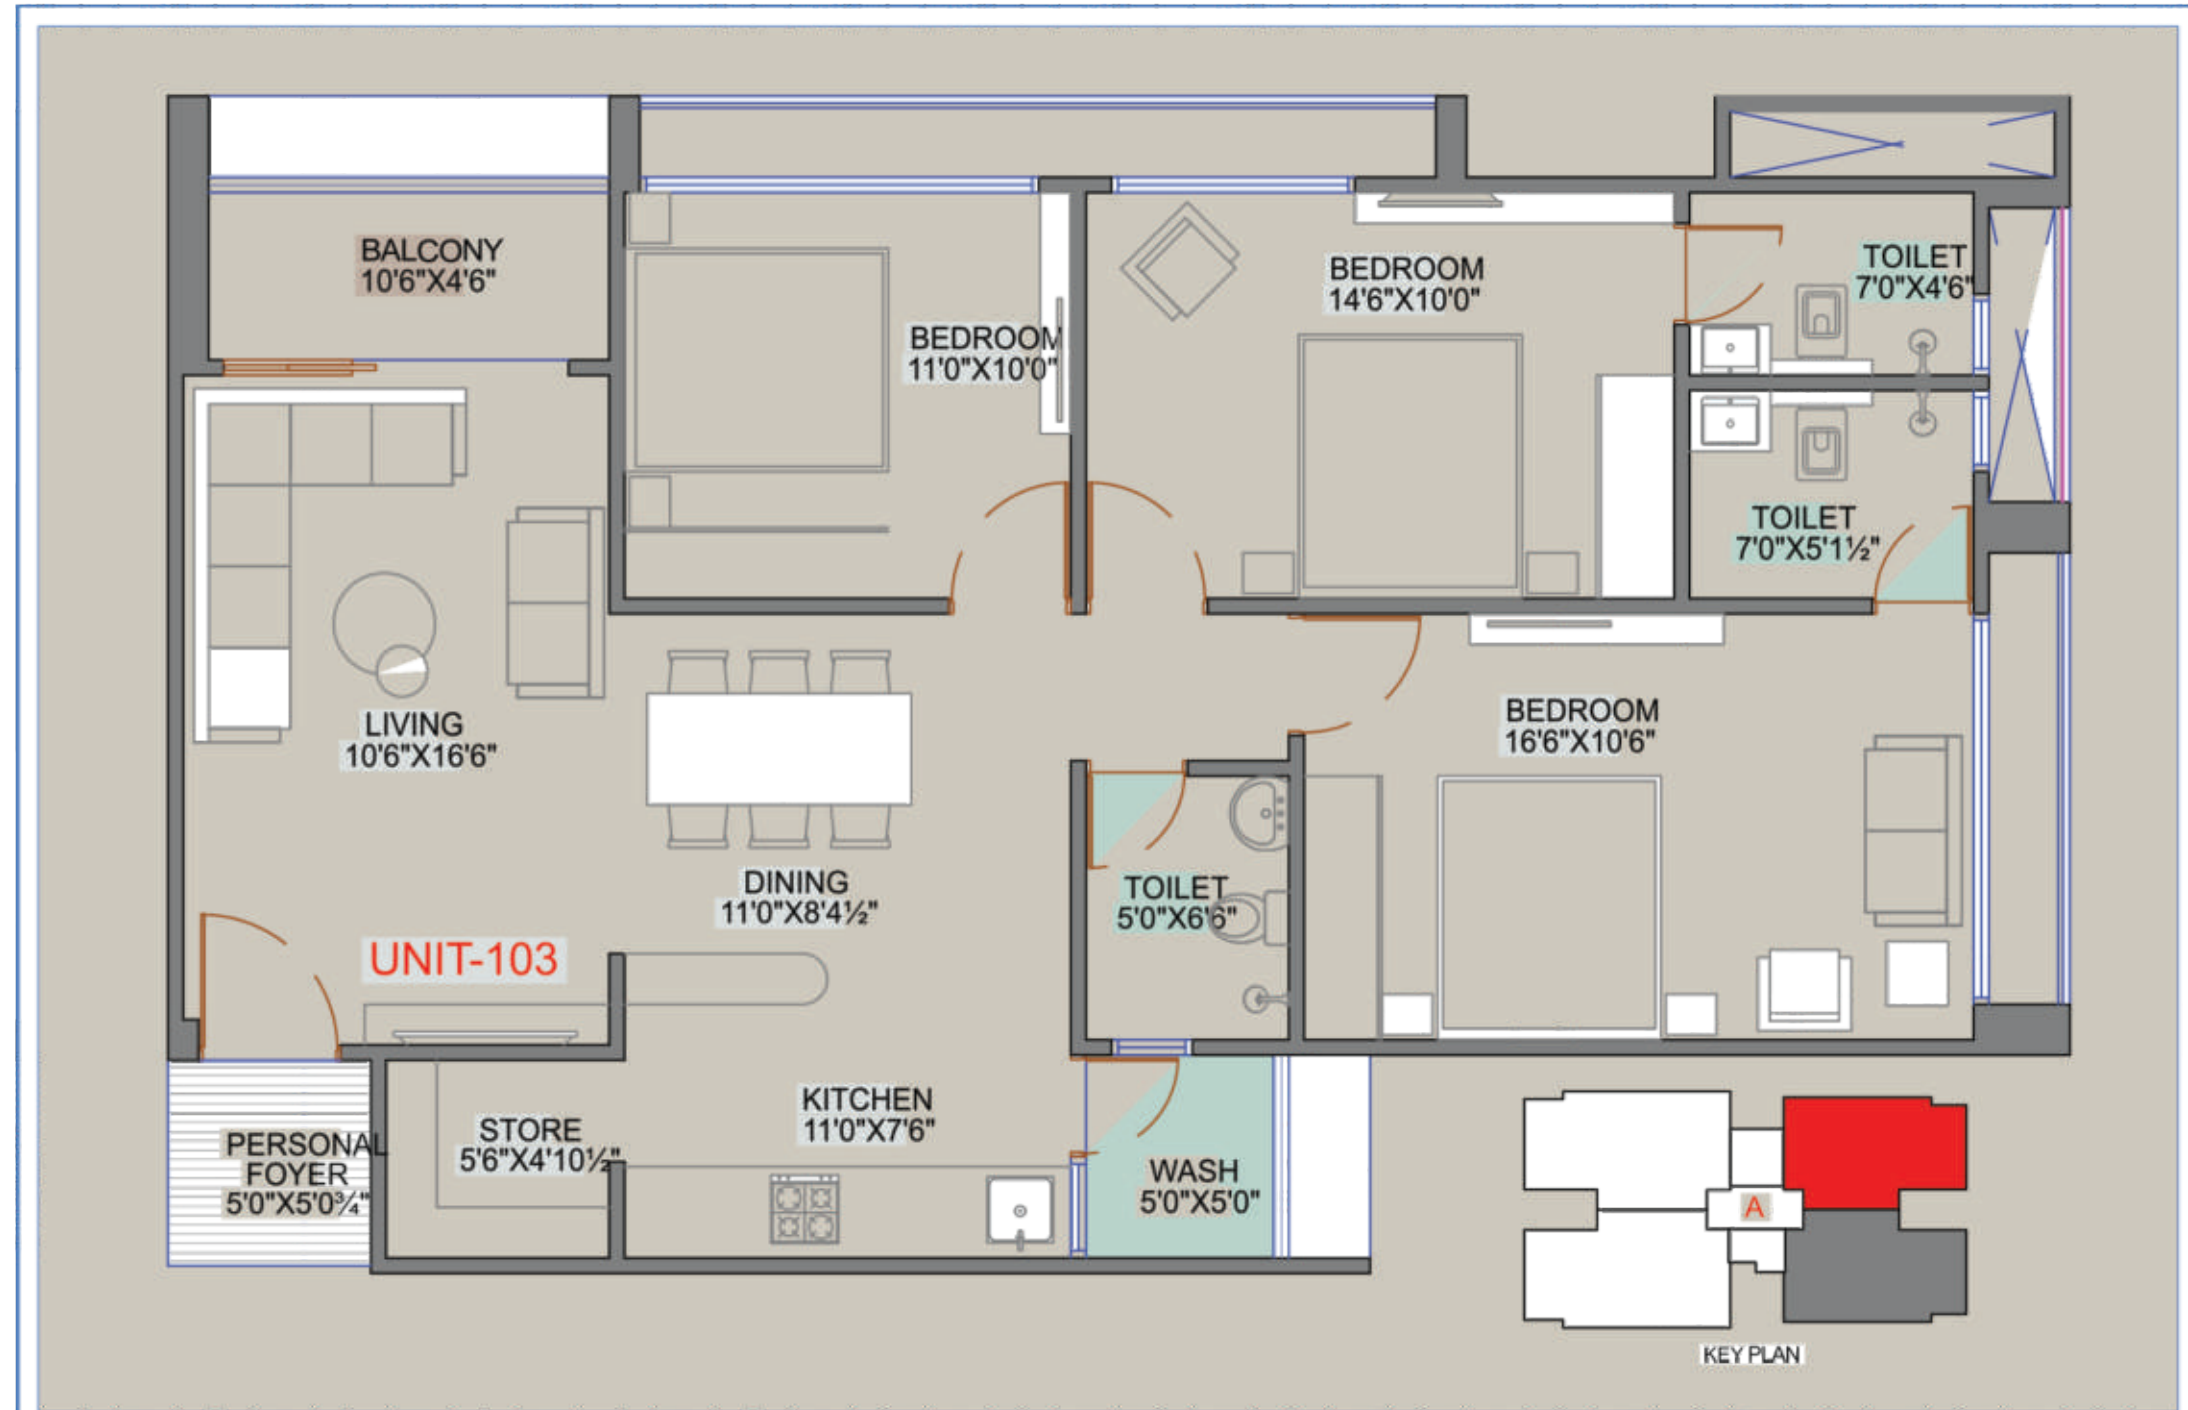 BALCONY
10'6"X4'6"
BEDROOM
11'0"X10'0"
BEDROOM
14'6"X10'0"
TOILET
7'0"X4'6"
TOILET
7'0"X5'1½"
LIVING
10'6"X16'6"
BEDROOM
16'6"X10'6"
DINING
11'0"X8'4½"
TOILET
5'0"X6'6"
UNIT-103
KITCHEN
11'0"X7'6"
STORE
5'6"X4'10½"
PERSONAL
FOYER
5'0"X5'0¾"
WASH
5'0"X5'0"
A
KEY PLAN